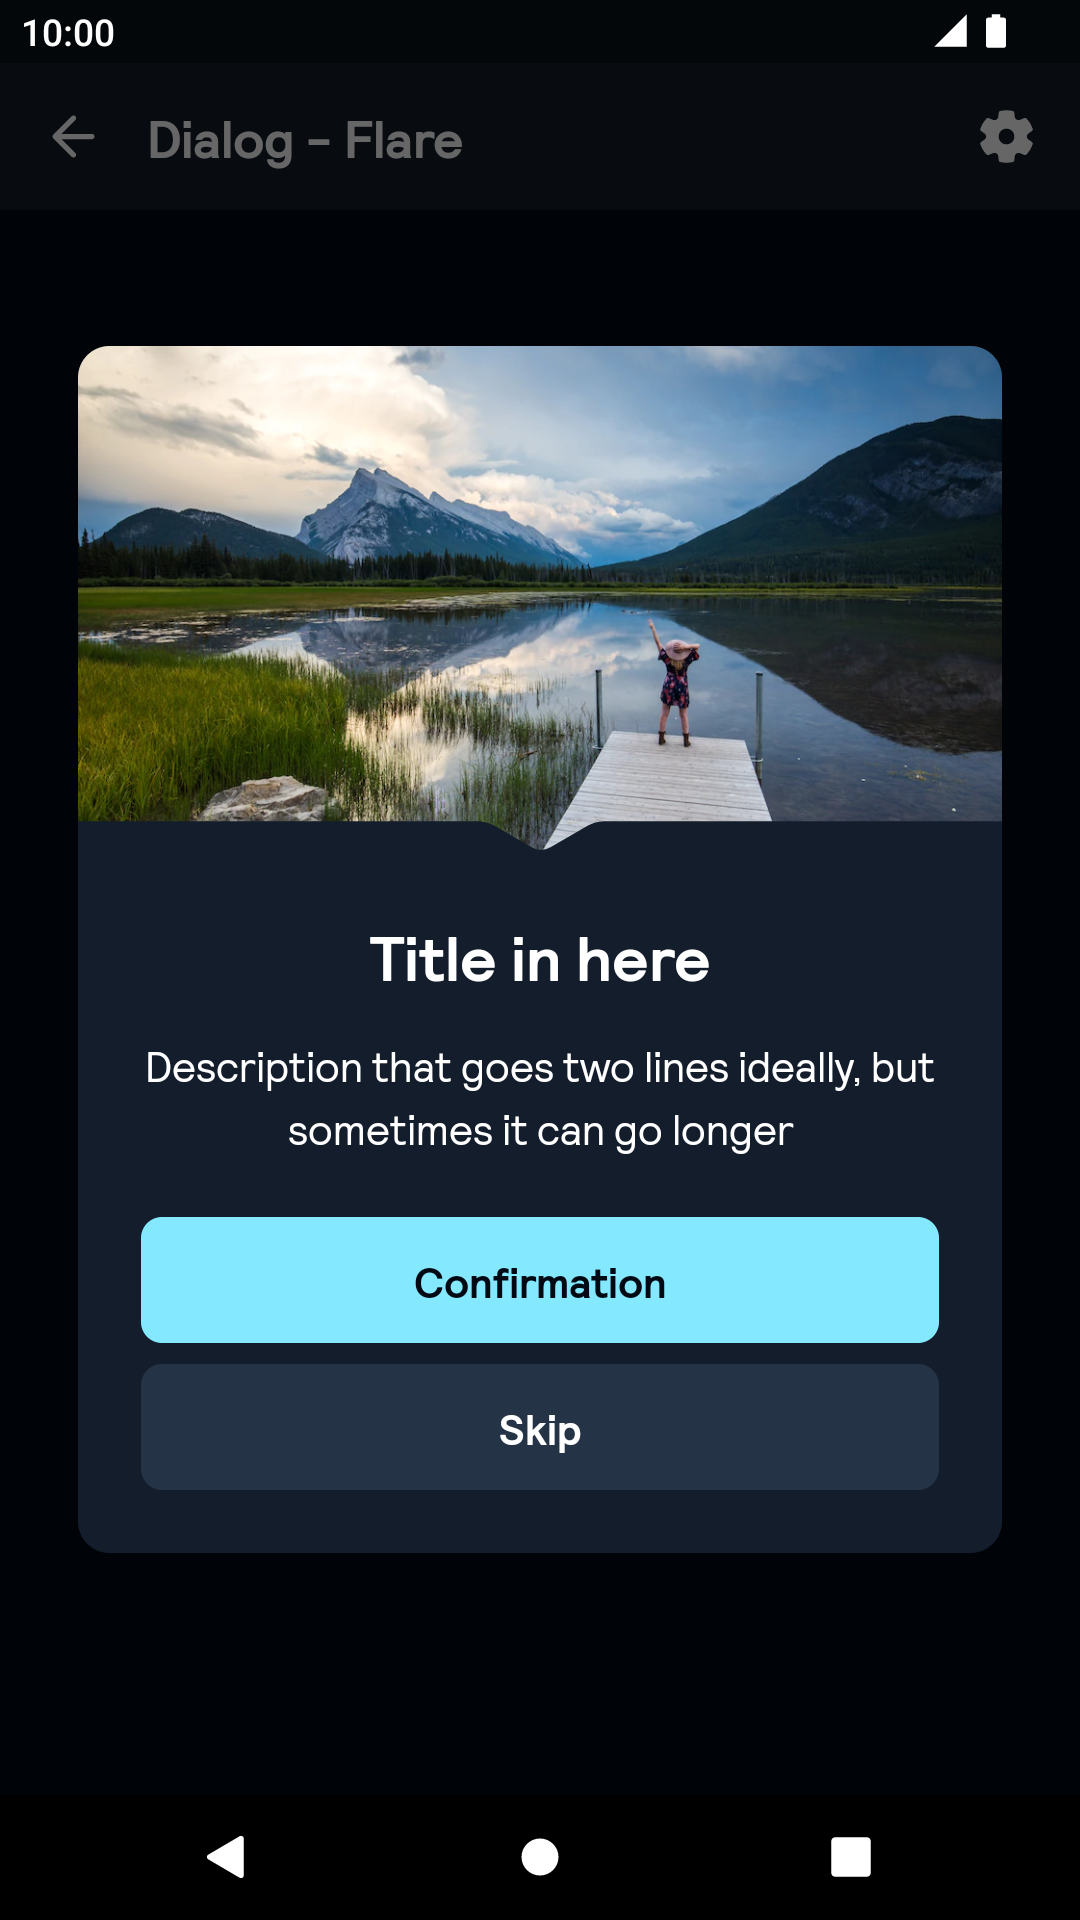 10:00
Dialog - Flare
Title in here
Description that goes two lines ideally, but
sometimes it can go longer
Confirmation
Skip